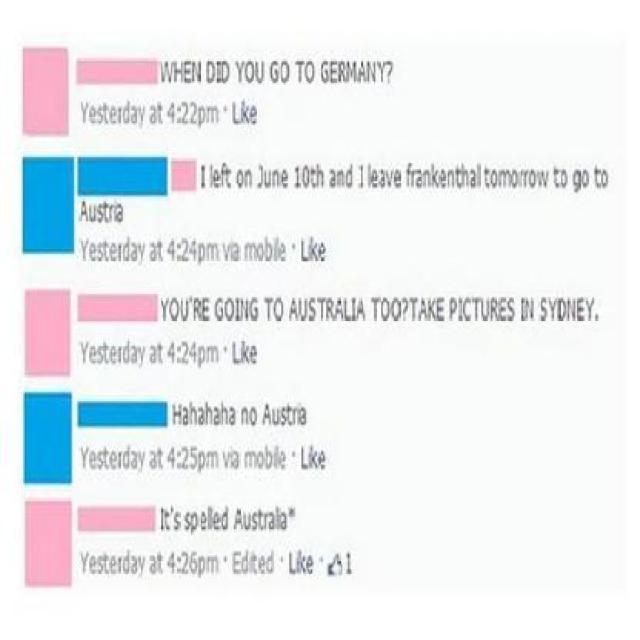 WHEN DID YOU GO TO GERMANY?
Yesterday at 4:22pm · Like
I left on June 10th and I leave frankenthal tomorrow to go to
Austria
Yesterday at 4:24pm via mobile · Like
YOU'RE GOING TO AUSTRALIA TOO?TAKE PICTURES IN SYDNEY.
Yesterday at 4:24pm · Like
Hahahaha no Austria
Yesterday at 4:25pm via mobile · Like
It's spelled Australia*
Yesterday at 4:26pm · Edited · Like · 1